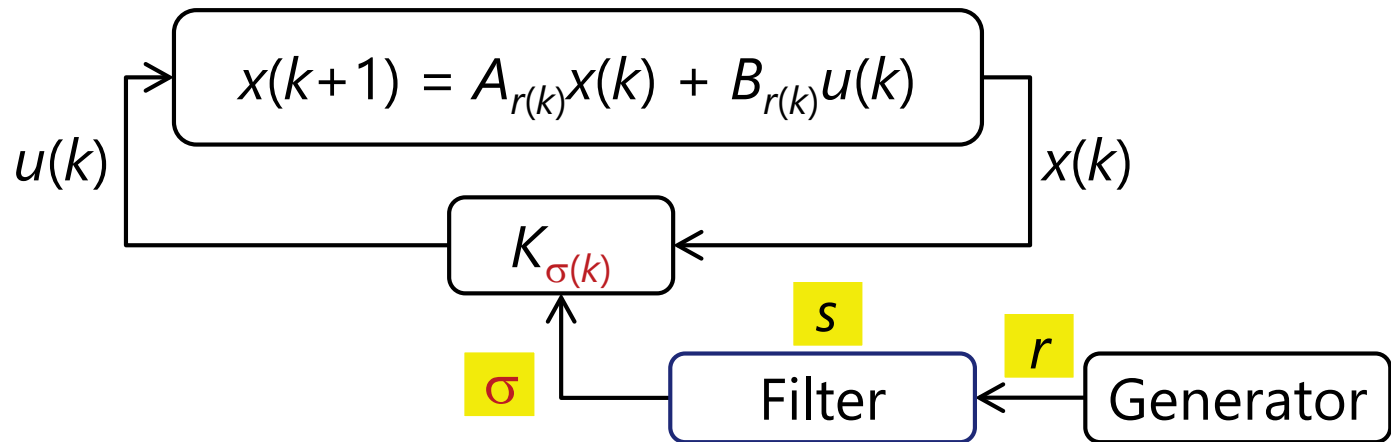 x(k+1) = A_{r(k)}x(k) + B_{r(k)}u(k)
u(k)
x(k)
K_{σ(k)}
s
σ
r
Filter
Generator